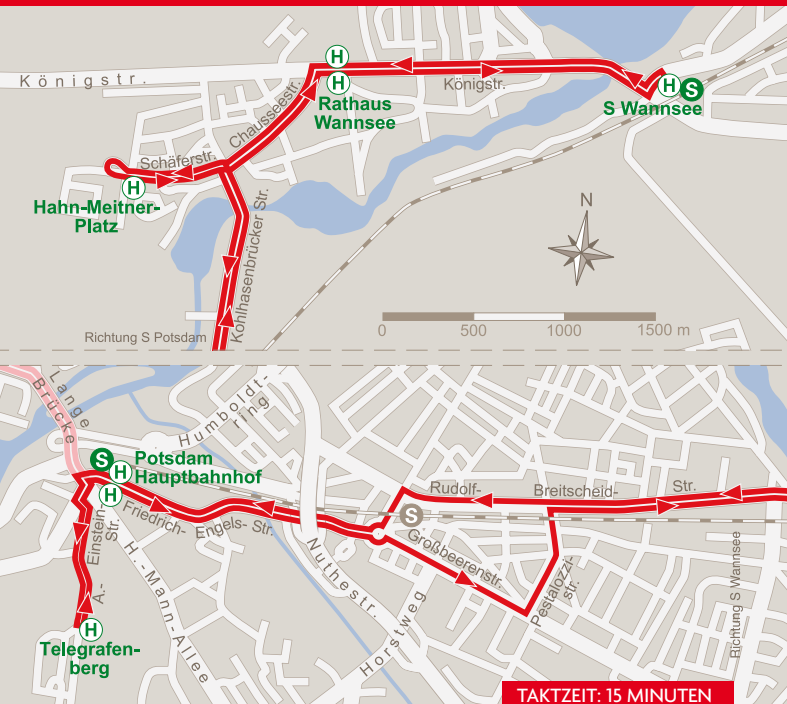 Königstr.
H
H
Rathaus
Wannsee
Königstr.
H S
S Wannsee
Chausseestr.
Schäferstr.
H
Hahn-Meitner-
Platz
Kohlhasenbrücker Str.
Richtung S Potsdam
N
0 500 1000 1500 m
Lange
Brücke
Humboldt-
ring
S
H
H
Potsdam
Hauptbahnhof
Friedrich- Engels- Str.
Rudolf- Breitscheid- Str.
S
Großbeerenstr.
Pestalozzi-
str.
Nuthestr.
Horstweg
H.-Mann-Allee
A.- Einstein-
Str.
H
Telegrafen-
berg
Richtung S Wannsee
TAKTZEIT: 15 MINUTEN